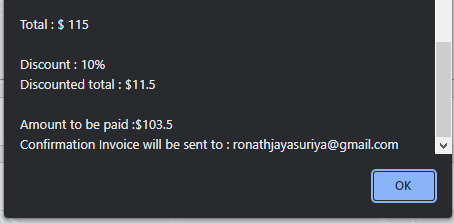 Total : $ 115
Discount : 10%
Discounted total : $11.5
Amount to be paid :$103.5
Confirmation Invoice will be sent to : ronathjayasuriya@gmail.com
OK